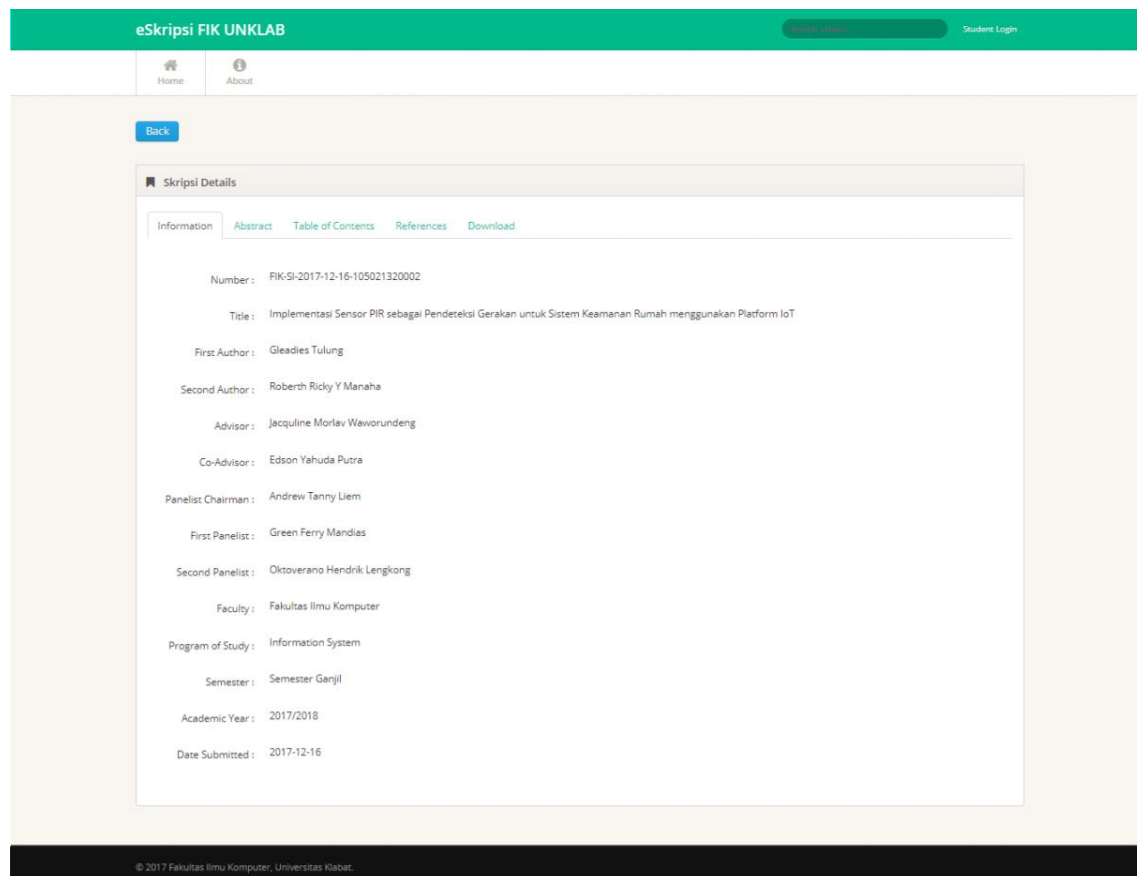 eSkripsi FIK UNKLAB
Student Login
Home
About
Back
Skripsi Details
Information Abstract Table of Contents References Download
Number : FIK-SI-2017-12-16-105021320002
Title : Implementasi Sensor PIR sebagai Pendeteksi Gerakan untuk Sistem Keamanan Rumah menggunakan Platform IoT
First Author : Gleadies Tulung
Second Author : Roberth Ricky Y Manaha
Advisor : Jacquline Morlav Waworundeng
Co-Advisor : Edson Yahuda Putra
Panelist Chairman : Andrew Tanny Liem
First Panelist : Green Ferry Mandias
Second Panelist : Oktoverano Hendrik Lengkong
Faculty : Fakultas Ilmu Komputer
Program of Study : Information System
Semester : Semester Ganjil
Academic Year : 2017/2018
Date Submitted : 2017-12-16
© 2017 Fakultas Ilmu Komputer, Universitas Klabat.